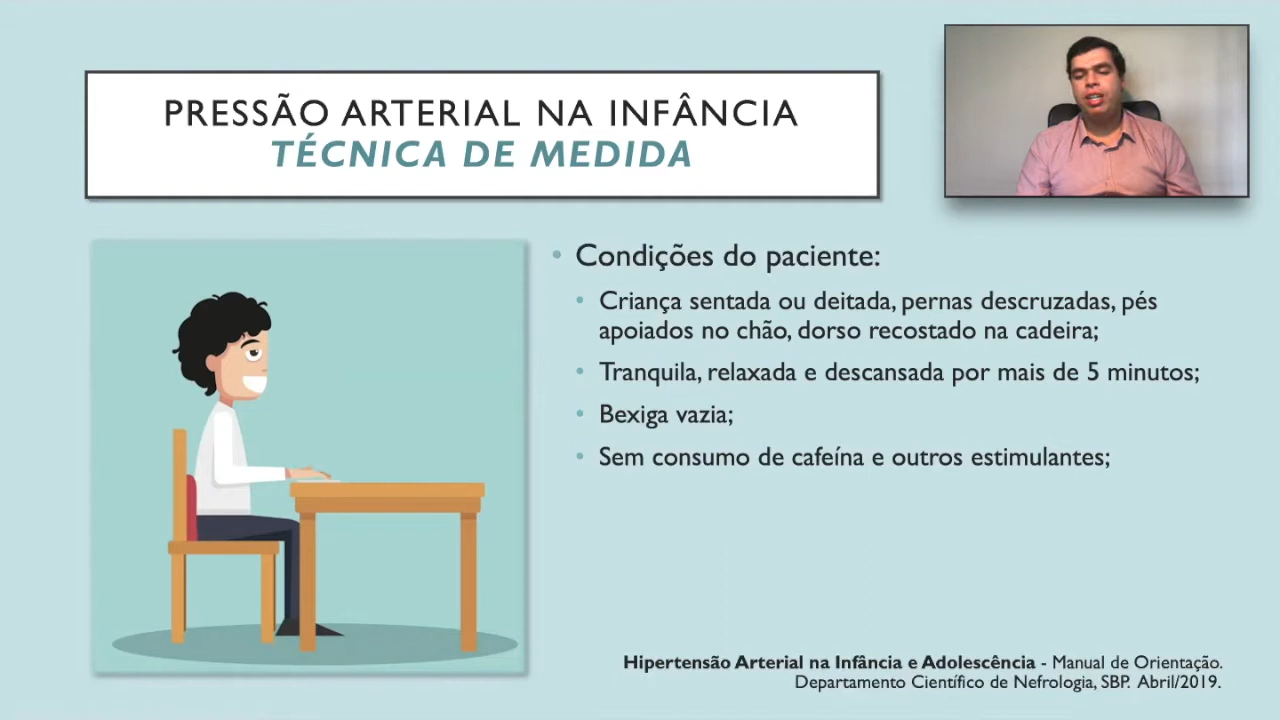 PRESSÃO ARTERIAL NA INFÂNCIA
TÉCNICA DE MEDIDA
• Condições do paciente:
• Criança sentada ou deitada, pernas descruzadas, pés
apoiados no chão, dorso recostado na cadeira;
• Tranquila, relaxada e descansada por mais de 5 minutos;
• Bexiga vazia;
• Sem consumo de cafeína e outros estimulantes;
Hipertensão Arterial na Infância e Adolescência - Manual de Orientação.
Departamento Científico de Nefrologia, SBP. Abril/2019.